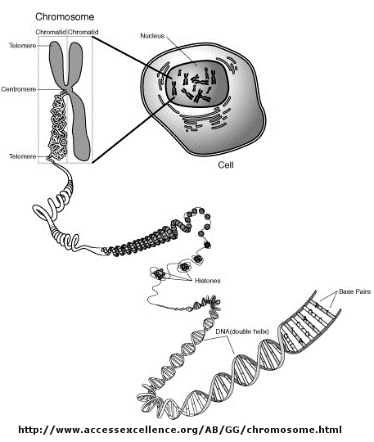 Chromosome
Chromatid Chromatid
Nucleus
Telomere
Centromere
Telomere
Cell
Histones
Base Pairs
DNA(double helix)
http://www.accessexcellence.org/AB/GG/chromosome.html